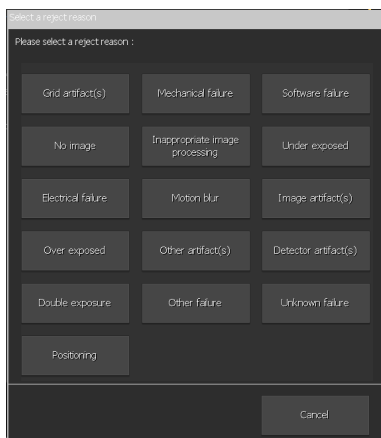 Select a reject reason
Please select a reject reason :
Grid artifact(s)
Mechanical failure
Software failure
No image
Inappropriate image
processing
Under exposed
Electrical failure
Motion blur
Image artifact(s)
Over exposed
Other artifact(s)
Detector artifact(s)
Double exposure
Other failure
Unknown failure
Positioning
Cancel